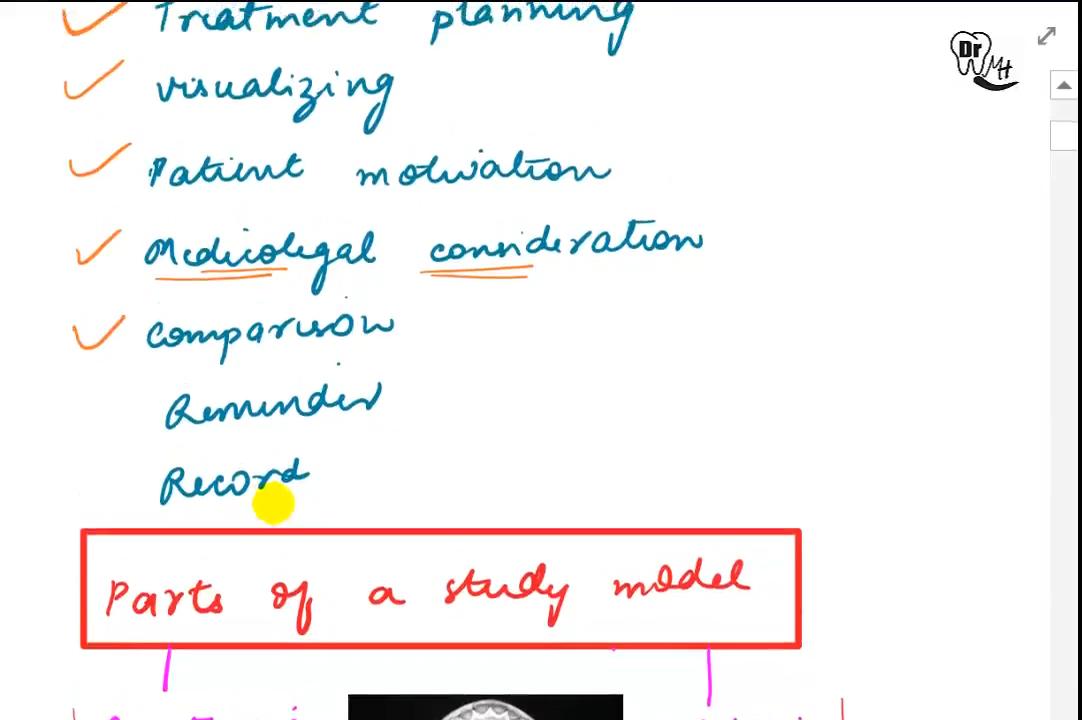 Treatment planning
visualizing
Patient motivation
Medicolegal consideration
comparison
Reminder
Record
Parts of a study model
Dr
MH